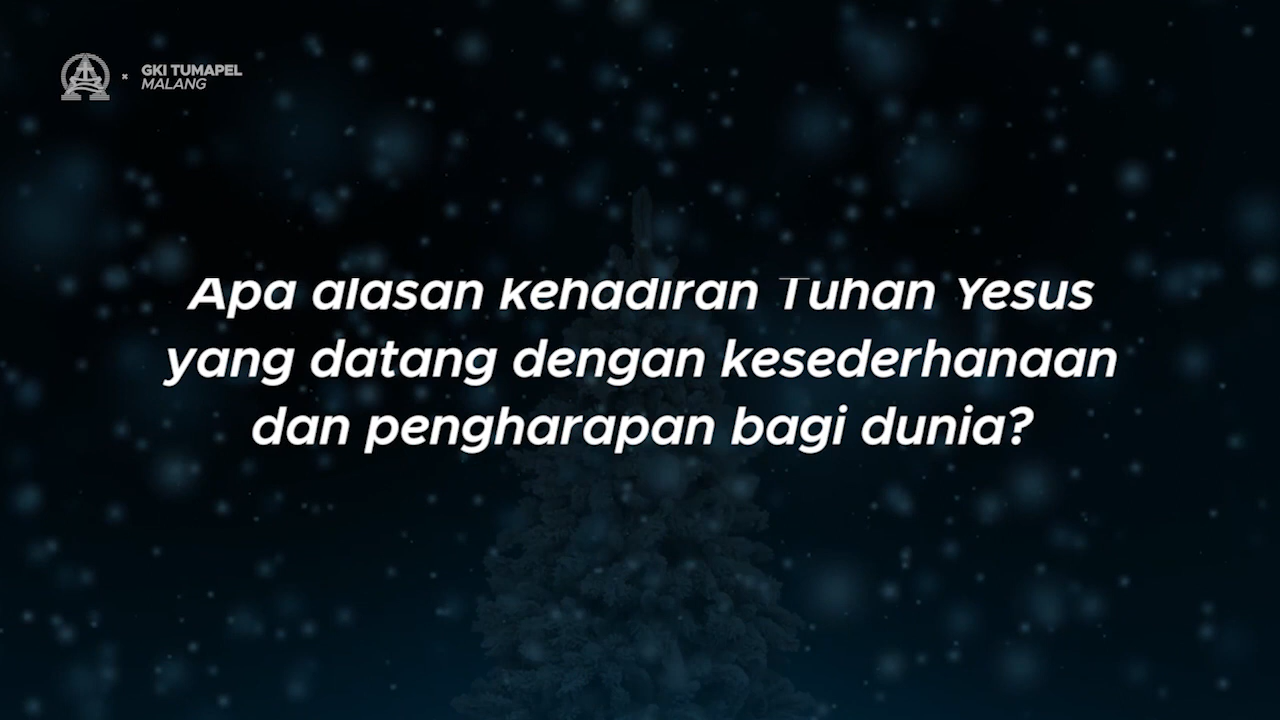 GKI TUMAPEL
MALANG
Apa alasan kehadiran Tuhan Yesus
yang datang dengan kesederhanaan
dan pengharapan bagi dunia?